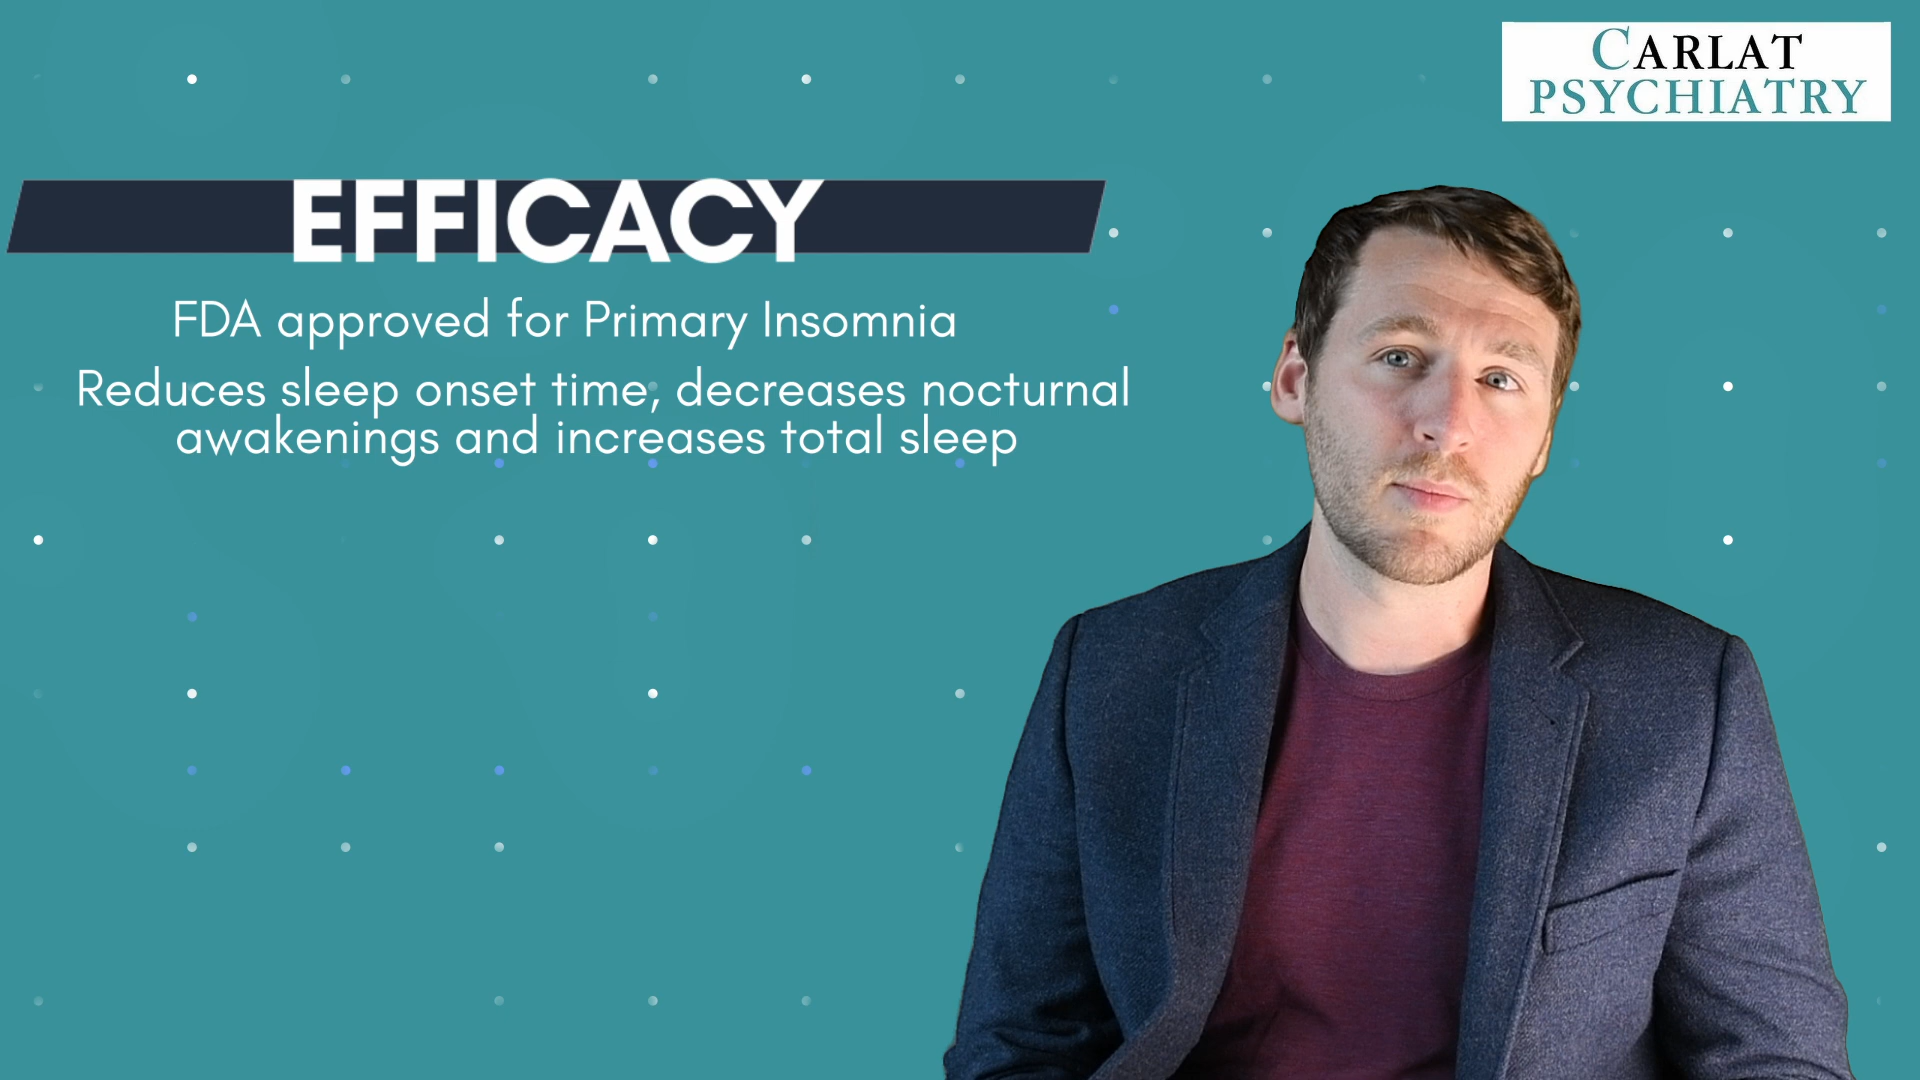 CARLAT
PSYCHIATRY
EFFICACY
FDA approved for Primary Insomnia
Reduces sleep onset time, decreases nocturnal
awakenings and increases total sleep